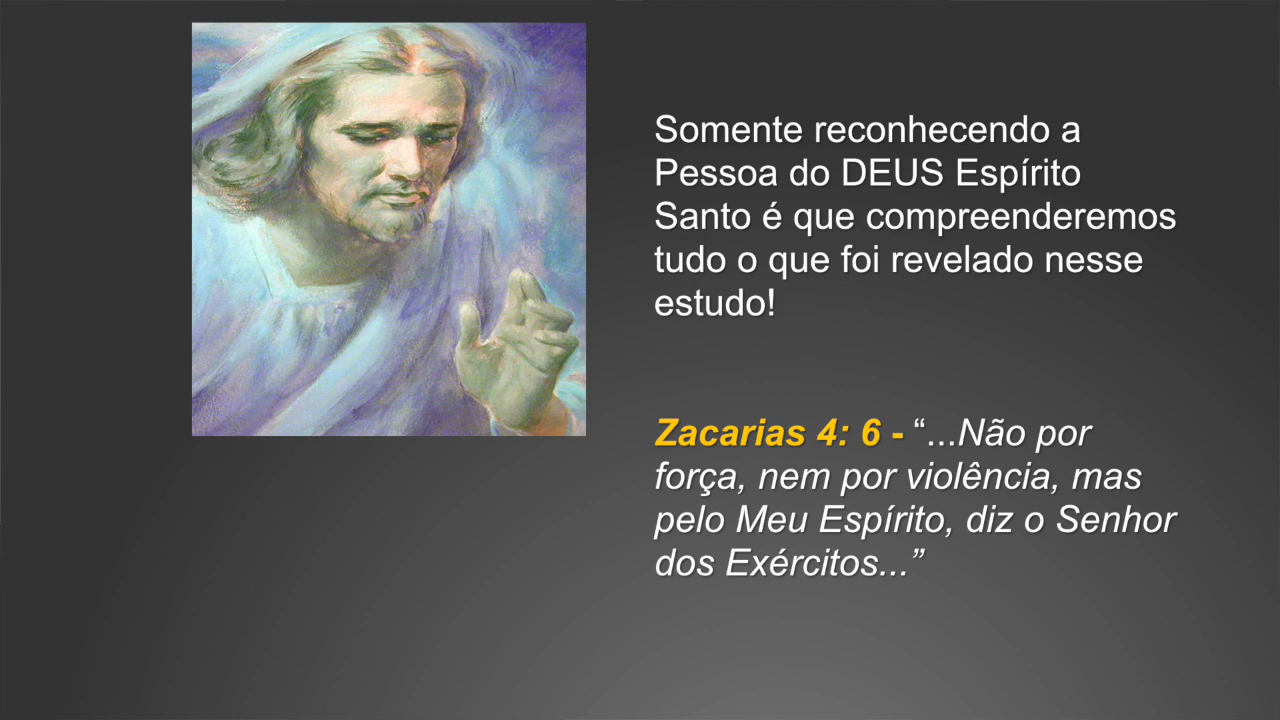 Somente reconhecendo a
Pessoa do DEUS Espírito
Santo é que compreenderemos
tudo o que foi revelado nesse
estudo!
Zacarias 4: 6 - “...Não por
força, nem por violência, mas
pelo Meu Espírito, diz o Senhor
dos Exércitos...”